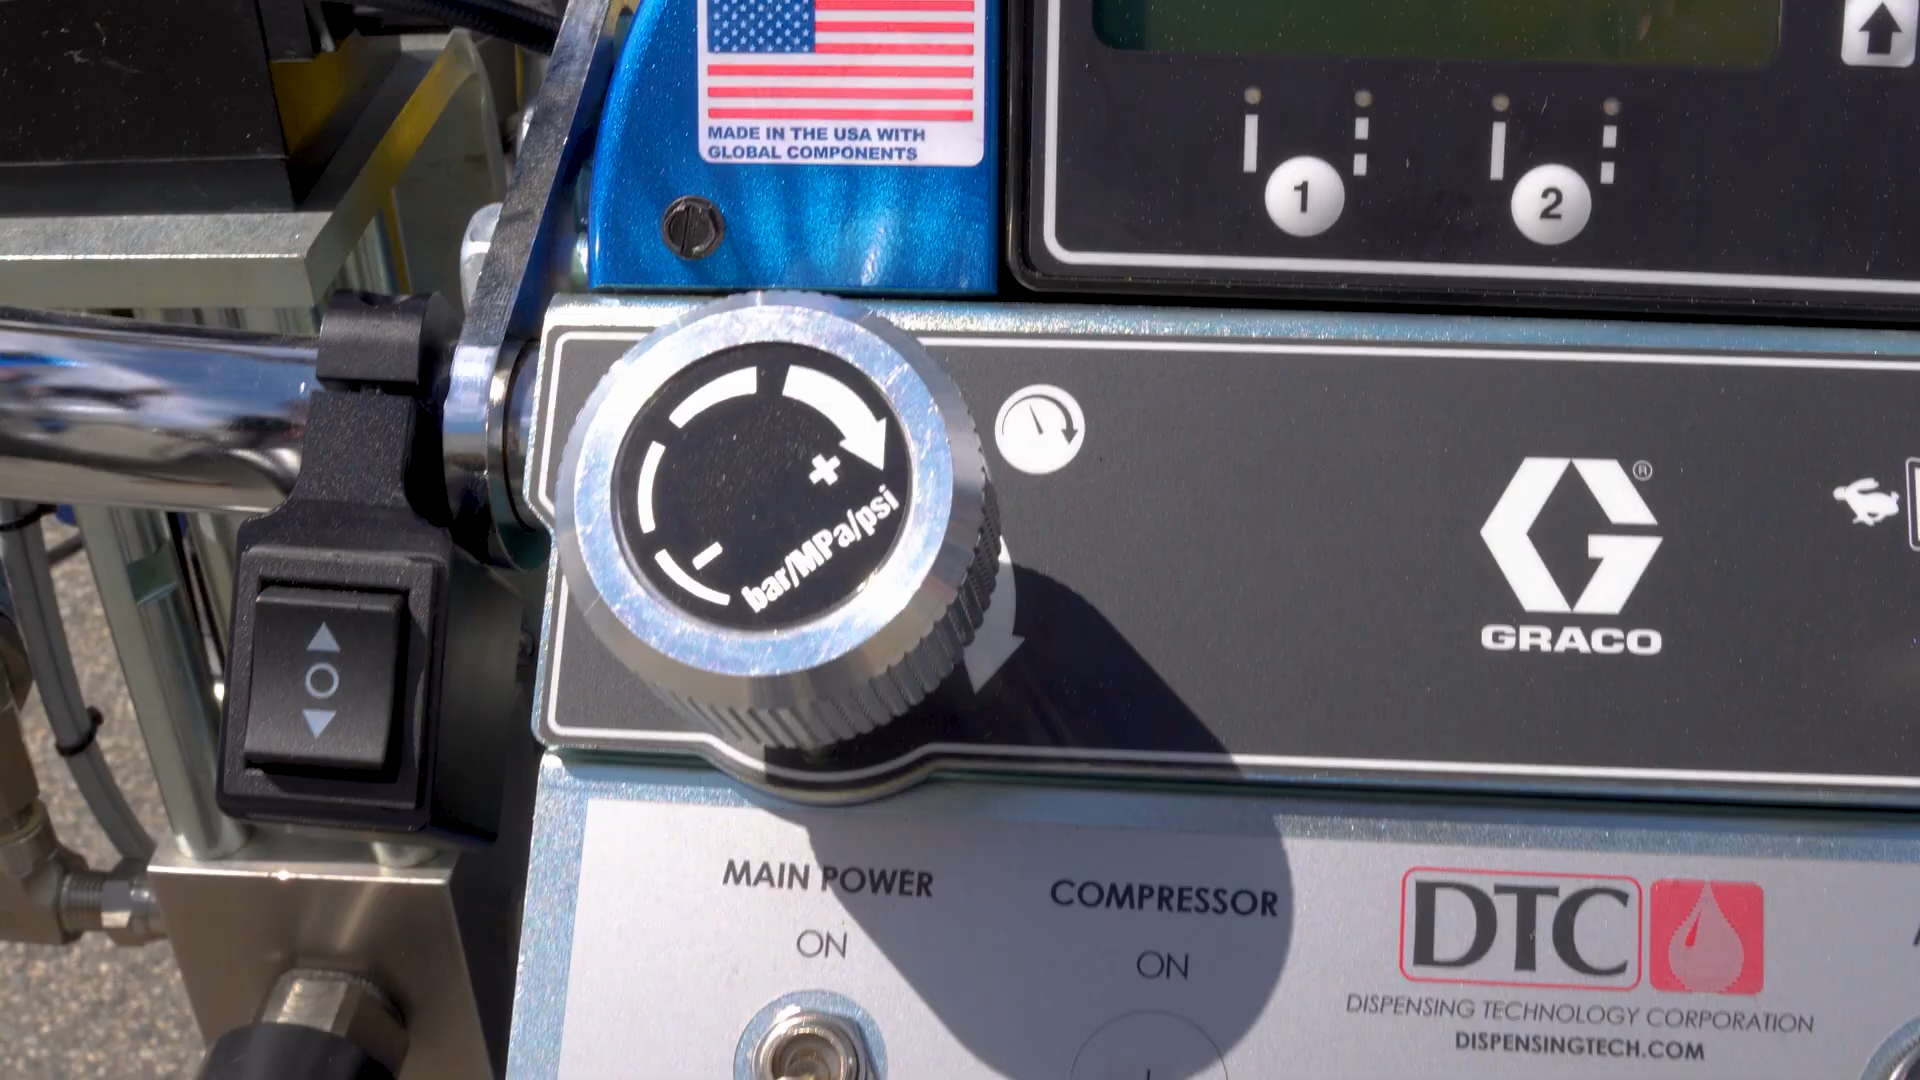 MADE IN THE USA WITH
GLOBAL COMPONENTS
1
2
+
bar/MPa/psi
−
GRACO
®
MAIN POWER
ON
COMPRESSOR
ON
DTC
DISPENSING TECHNOLOGY CORPORATION
DISPENSINGTECH.COM